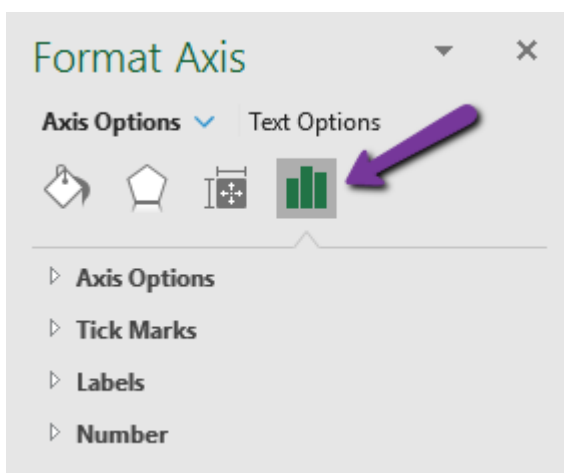 Format Axis
Axis Options Text Options
Axis Options
Tick Marks
Labels
Number